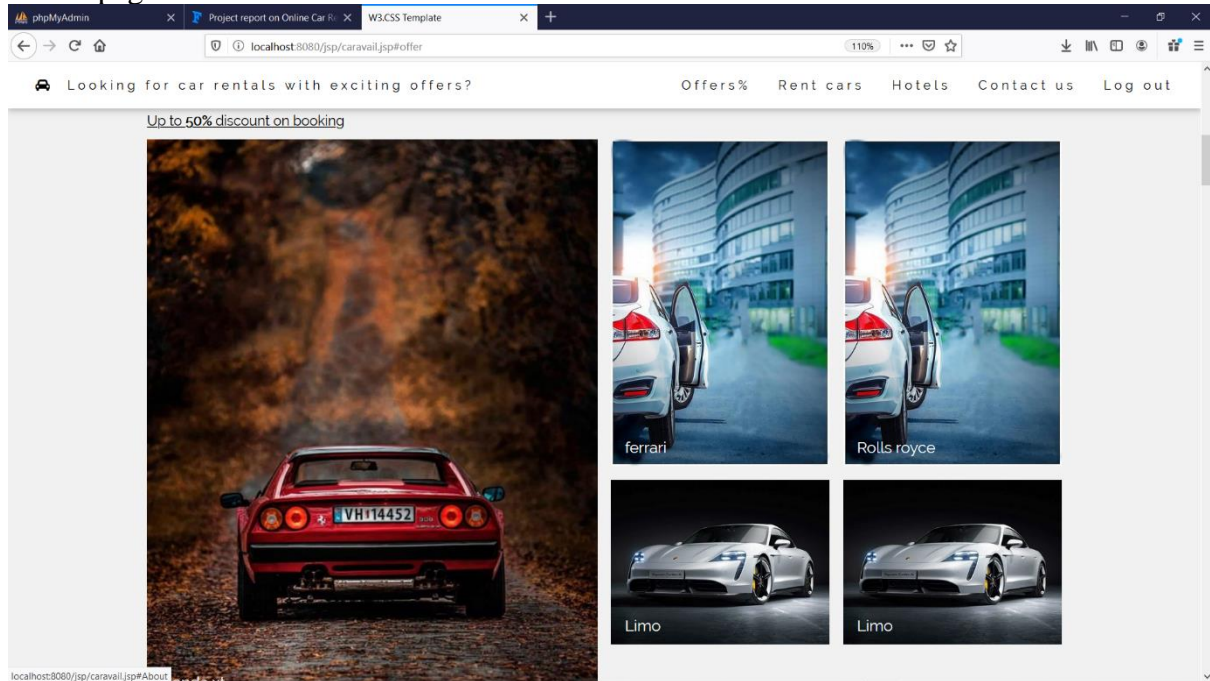 phpMyAdmin
Project report on Online Car Re
W3.CSS Template
localhost:8080/jsp/caravail.jsp#offer
110%
Looking for car rentals with exciting offers?
Offers%
Rent cars
Hotels
Contact us
Log out
Up to 50% discount on booking
ferrari
Rolls royce
VH 14452
Limo
Limo
localhost:8080/jsp/caravail.jsp#About